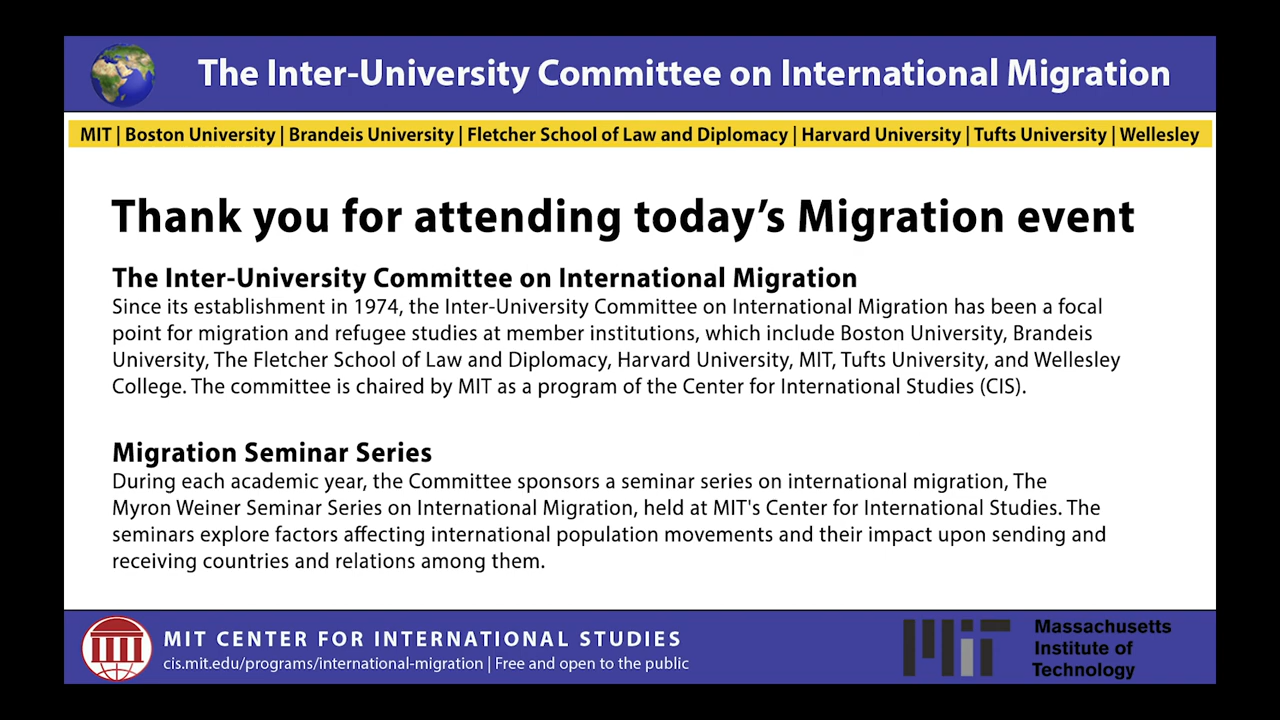 The Inter-University Committee on International Migration
MIT | Boston University | Brandeis University | Fletcher School of Law and Diplomacy | Harvard University | Tufts University | Wellesley
Thank you for attending today’s Migration event
The Inter-University Committee on International Migration
Since its establishment in 1974, the Inter-University Committee on International Migration has been a focal
point for migration and refugee studies at member institutions, which include Boston University, Brandeis
University, The Fletcher School of Law and Diplomacy, Harvard University, MIT, Tufts University, and Wellesley
College. The committee is chaired by MIT as a program of the Center for International Studies (CIS).
Migration Seminar Series
During each academic year, the Committee sponsors a seminar series on international migration, The
Myron Weiner Seminar Series on International Migration, held at MIT's Center for International Studies. The
seminars explore factors affecting international population movements and their impact upon sending and
receiving countries and relations among them.
MIT CENTER FOR INTERNATIONAL STUDIES
cis.mit.edu/programs/international-migration | Free and open to the public
MIT
Massachusetts
Institute of
Technology